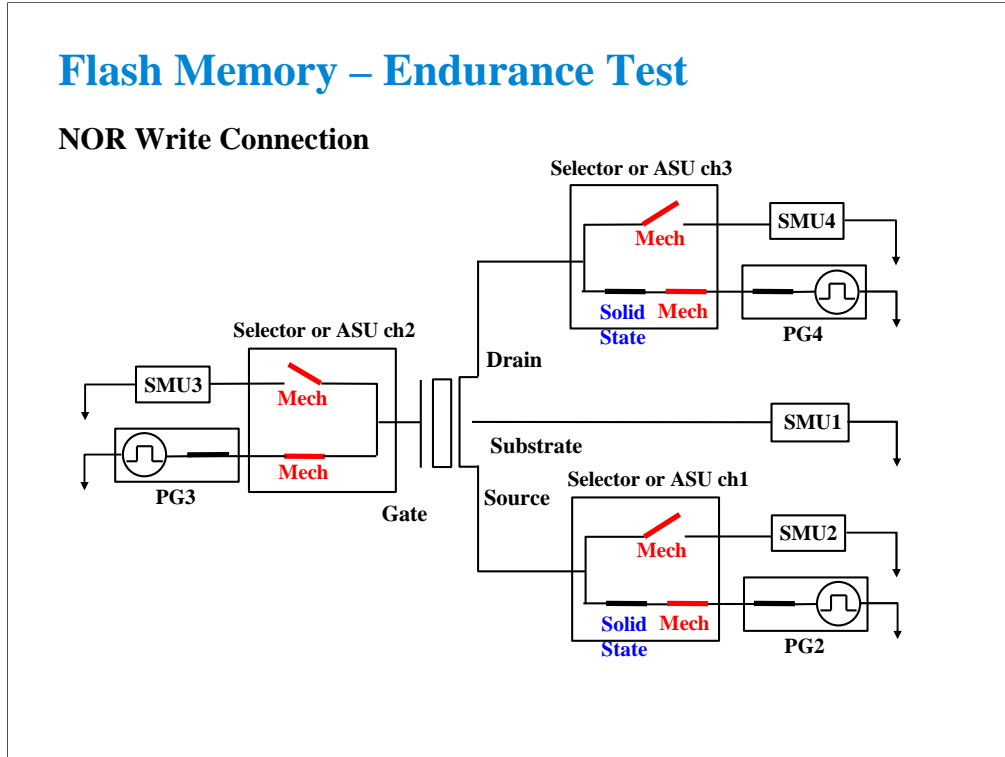 Flash Memory – Endurance Test
NOR Write Connection
Selector or ASU ch3
SMU4
Mech
Solid
State
Mech
PG4
Selector or ASU ch2
SMU3
Mech
Mech
PG3
Gate
Drain
Substrate
Source
SMU1
Selector or ASU ch1
SMU2
Mech
Solid
State
Mech
PG2